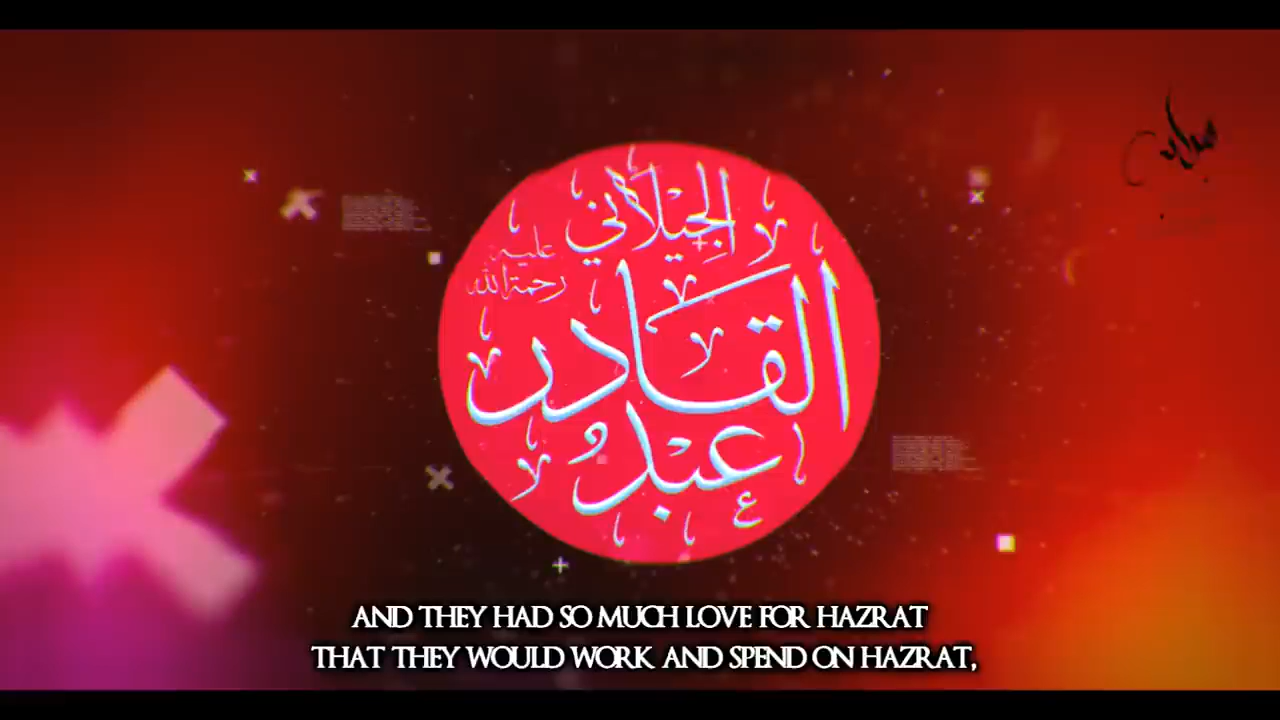 الجيلاني
عليه
رحمة الله
القادر
عبدُ
AND THEY HAD SO MUCH LOVE FOR HAZRAT
THAT THEY WOULD WORK AND SPEND ON HAZRAT,